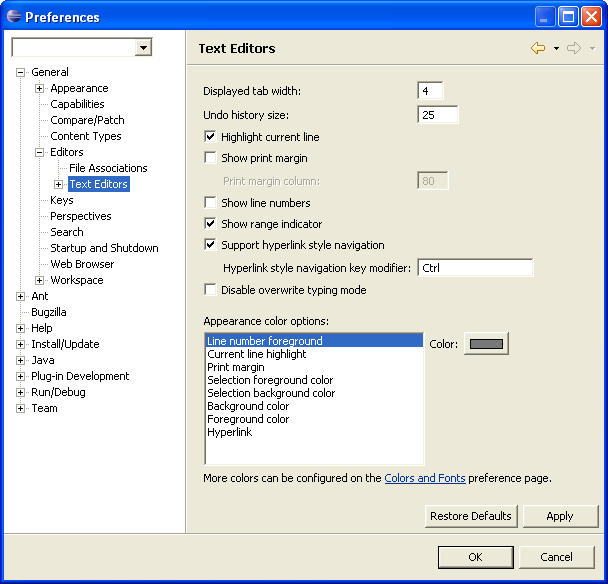 Preferences
General
Appearance
Capabilities
Compare/Patch
Content Types
Editors
File Associations
Text Editors
Keys
Perspectives
Search
Startup and Shutdown
Web Browser
Workspace
Ant
Bugzilla
Help
Install/Update
Java
Plug-in Development
Run/Debug
Team
Text Editors
Displayed tab width: 4
Undo history size: 25
Highlight current line
Show print margin
Print margin column: 80
Show line numbers
Show range indicator
Support hyperlink style navigation
Hyperlink style navigation key modifier: Ctrl
Disable overwrite typing mode
Appearance color options:
Line number foreground
Current line highlight
Print margin
Selection foreground color
Selection background color
Background color
Foreground color
Hyperlink
Color:
More colors can be configured on the Colors and Fonts preference page.
Restore Defaults Apply
OK Cancel